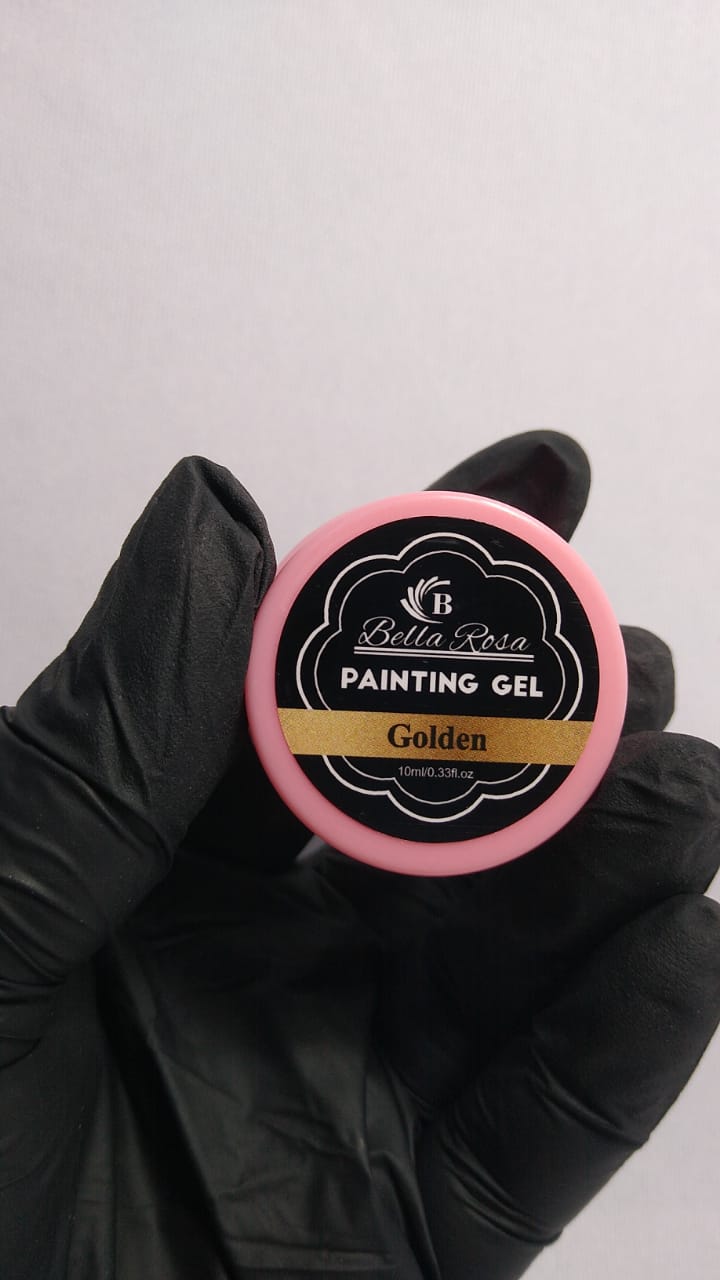 B
Bella Rosa
PAINTING GEL
Golden
10ml/0.33fl.oz